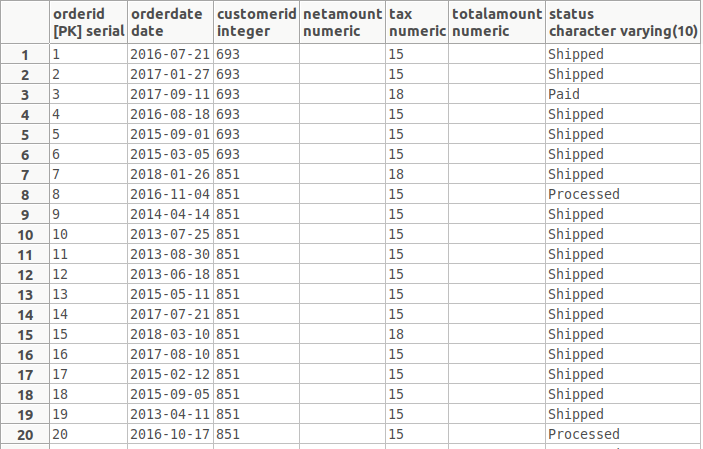 orderid orderdate customerid netamount tax totalamount status
[PK] serial date integer numeric numeric numeric character varying(10)
1 1 2016-07-21 693 15 Shipped
2 2 2017-01-27 693 15 Shipped
3 3 2017-09-11 693 18 Paid
4 4 2016-08-18 693 15 Shipped
5 5 2015-09-01 693 15 Shipped
6 6 2015-03-05 693 15 Shipped
7 7 2018-01-26 851 18 Shipped
8 8 2016-11-04 851 15 Processed
9 9 2014-04-14 851 15 Shipped
10 10 2013-07-25 851 15 Shipped
11 11 2013-08-30 851 15 Shipped
12 12 2013-06-18 851 15 Shipped
13 13 2015-05-11 851 15 Shipped
14 14 2017-07-21 851 15 Shipped
15 15 2018-03-10 851 18 Shipped
16 16 2017-08-10 851 15 Shipped
17 17 2015-02-12 851 15 Shipped
18 18 2015-09-05 851 15 Shipped
19 19 2013-04-11 851 15 Shipped
20 20 2016-10-17 851 15 Processed